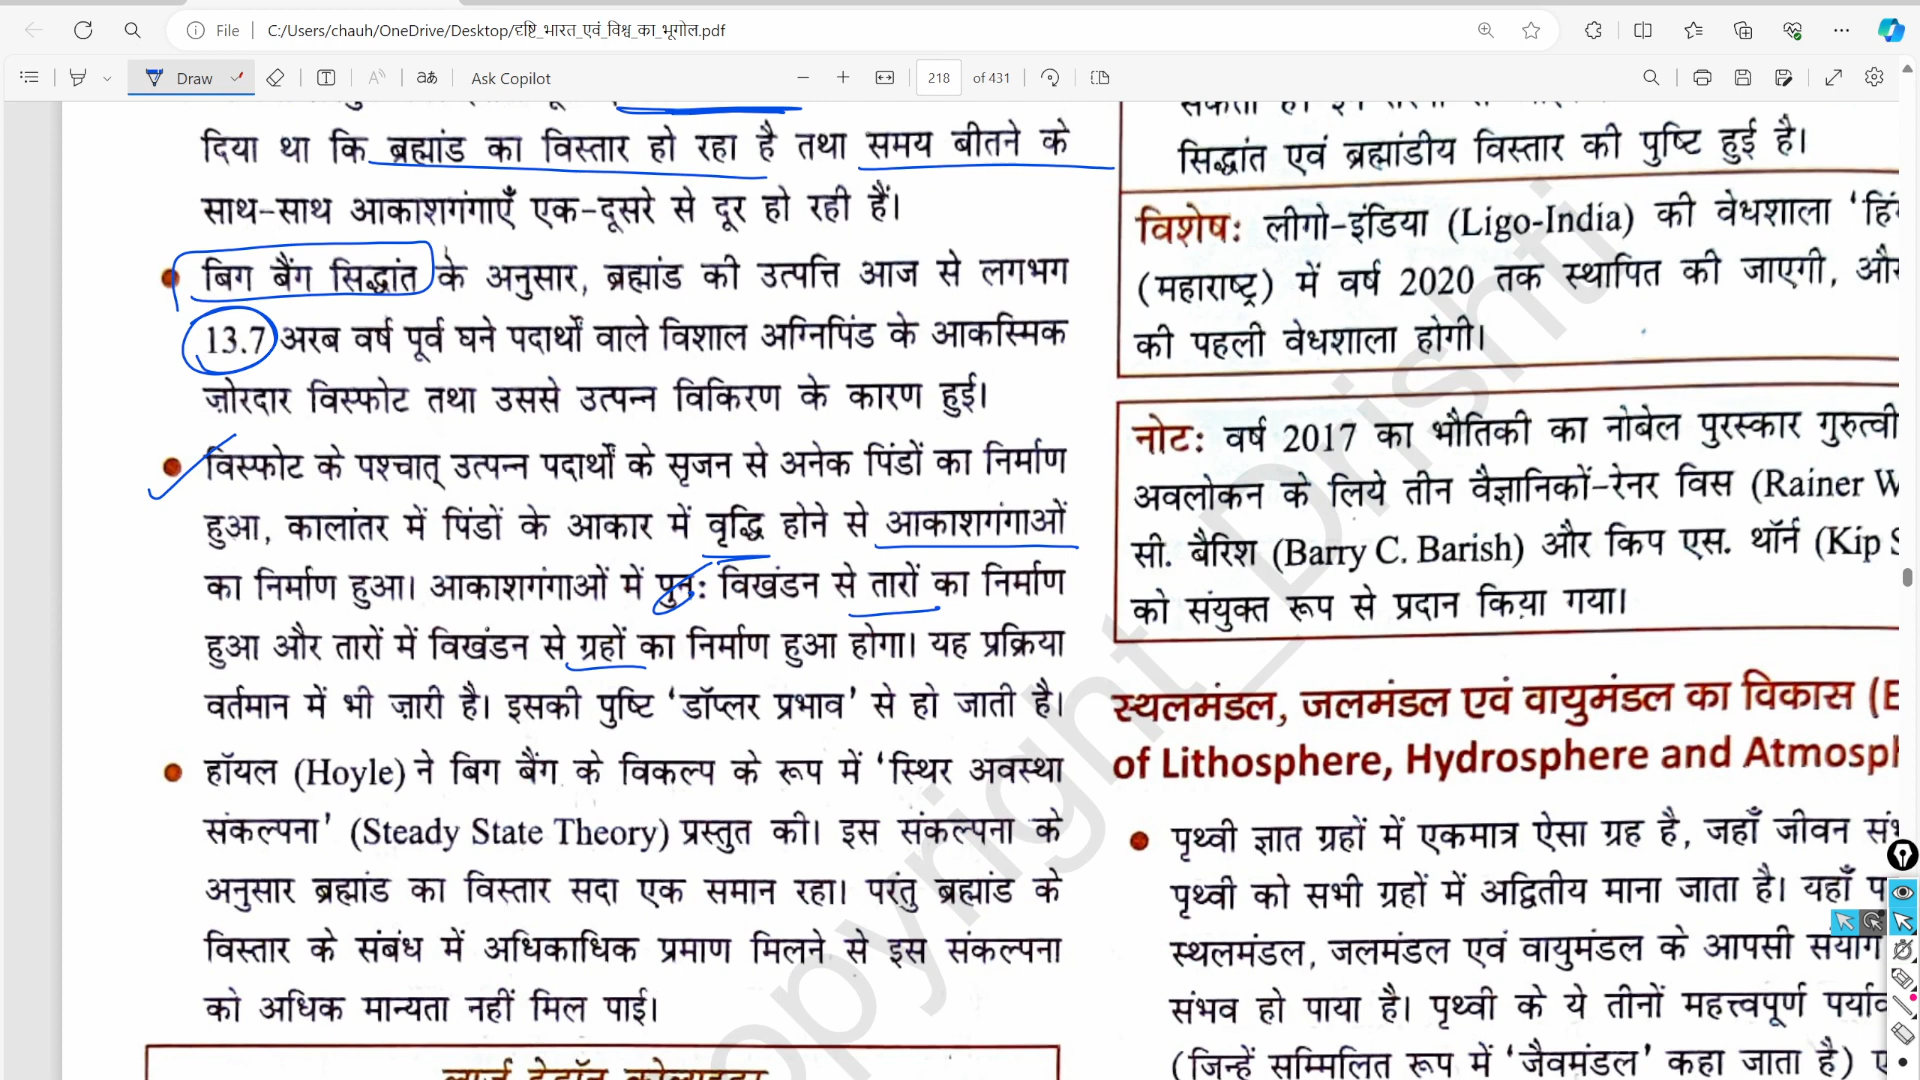 File
C:/Users/chauh/OneDrive/Desktop/दृष्टि_भारत_एवं_विश्व_का_भूगोल.pdf
Draw
Ask Copilot
218 of 431
दिया था कि ब्रह्मांड का विस्तार हो रहा है तथा समय बीतने के
साथ-साथ आकाशगंगाएँ एक-दूसरे से दूर हो रही हैं।
बिग बैंग सिद्धांत के अनुसार, ब्रह्मांड की उत्पत्ति आज से लगभग
13.7 अरब वर्ष पूर्व घने पदार्थों वाले विशाल अग्निपिंड के आकस्मिक
ज़ोरदार विस्फोट तथा उससे उत्पन्न विकिरण के कारण हुई।
विस्फोट के पश्चात् उत्पन्न पदार्थों के सृजन से अनेक पिंडों का निर्माण
हुआ, कालांतर में पिंडों के आकार में वृद्धि होने से आकाशगंगाओं
का निर्माण हुआ। आकाशगंगाओं में पुन: विखंडन से तारों का निर्माण
हुआ और तारों में विखंडन से ग्रहों का निर्माण हुआ होगा। यह प्रक्रिया
वर्तमान में भी ज़ारी है। इसकी पुष्टि ‘डॉप्लर प्रभाव’ से हो जाती है।
हॉयल (Hoyle) ने बिग बैंग के विकल्प के रूप में ‘स्थिर अवस्था
संकल्पना’ (Steady State Theory) प्रस्तुत की। इस संकल्पना के
अनुसार ब्रह्मांड का विस्तार सदा एक समान रहा। परंतु ब्रह्मांड के
विस्तार के संबंध में अधिकाधिक प्रमाण मिलने से इस संकल्पना
को अधिक मान्यता नहीं मिल पाई।
सिद्धांत एवं ब्रह्मांडीय विस्तार की पुष्टि हुई है।
विशेष: लीगो-इंडिया (Ligo-India) की वेधशाला ‘हिं
(महाराष्ट्र) में वर्ष 2020 तक स्थापित की जाएगी, और
की पहली वेधशाला होगी।
नोट: वर्ष 2017 का भौतिकी का नोबेल पुरस्कार गुरुत्वी
अवलोकन के लिये तीन वैज्ञानिकों-रेनर विस (Rainer W
सी. बैरिश (Barry C. Barish) और किप एस. थॉर्न (Kip S
को संयुक्त रूप से प्रदान किया गया।
स्थलमंडल, जलमंडल एवं वायुमंडल का विकास (E
of Lithosphere, Hydrosphere and Atmosph
पृथ्वी ज्ञात ग्रहों में एकमात्र ऐसा ग्रह है, जहाँ जीवन संभ
पृथ्वी को सभी ग्रहों में अद्वितीय माना जाता है। यहाँ प
स्थलमंडल, जलमंडल एवं वायुमंडल के आपसी संयोग
संभव हो पाया है। पृथ्वी के ये तीनों महत्त्वपूर्ण पर्याव
(जिन्हें सम्मिलित रूप में ‘जैवमंडल’ कहा जाता है) ए
opyright_Drishti